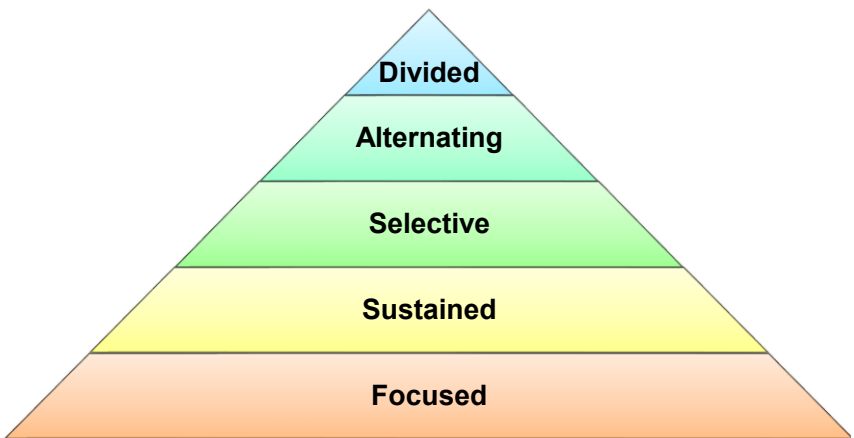 Divided
Alternating
Selective
Sustained
Focused